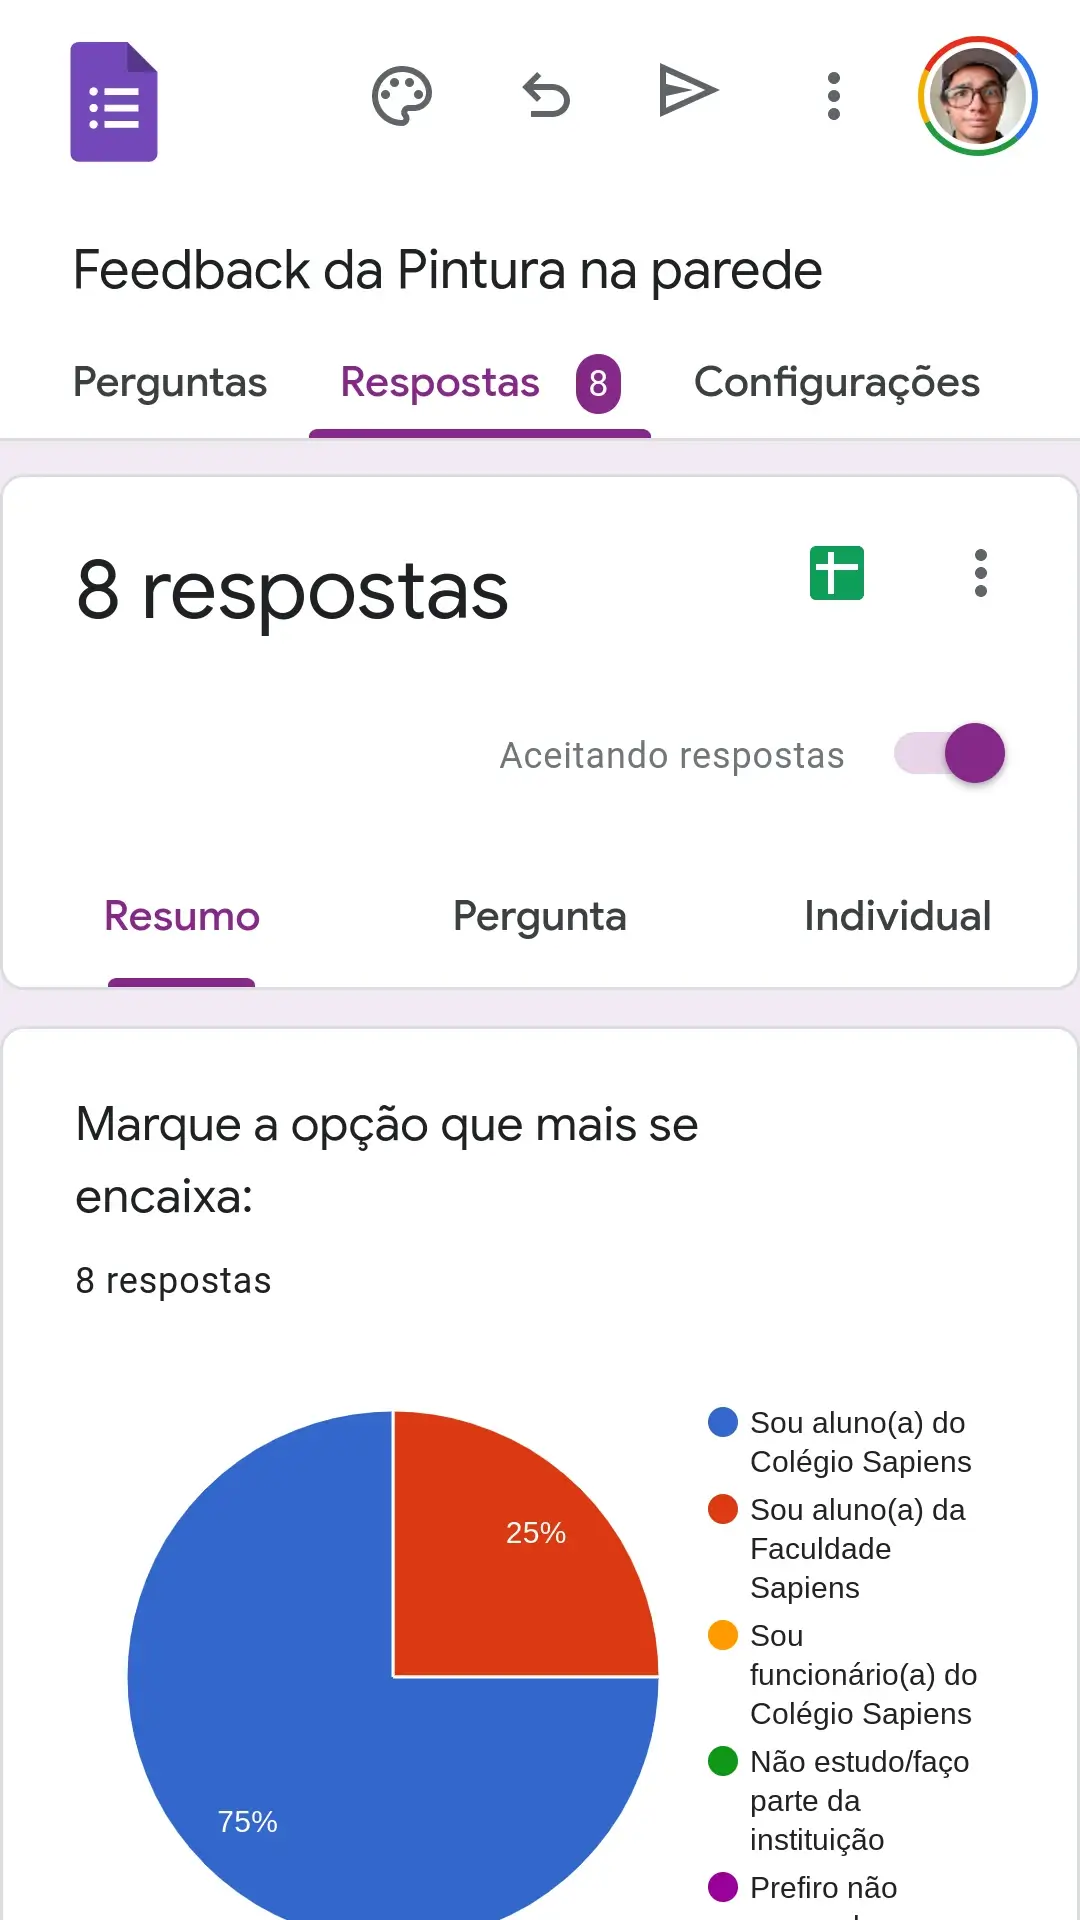 Feedback da Pintura na parede
Perguntas Respostas 8 Configurações
8 respostas
Aceitando respostas
Resumo Pergunta Individual
Marque a opção que mais se
encaixa:
8 respostas
25%
75%
Sou aluno(a) do
Colégio Sapiens
Sou aluno(a) da
Faculdade
Sapiens
Sou
funcionário(a) do
Colégio Sapiens
Não estudo/faço
parte da
instituição
Prefiro não